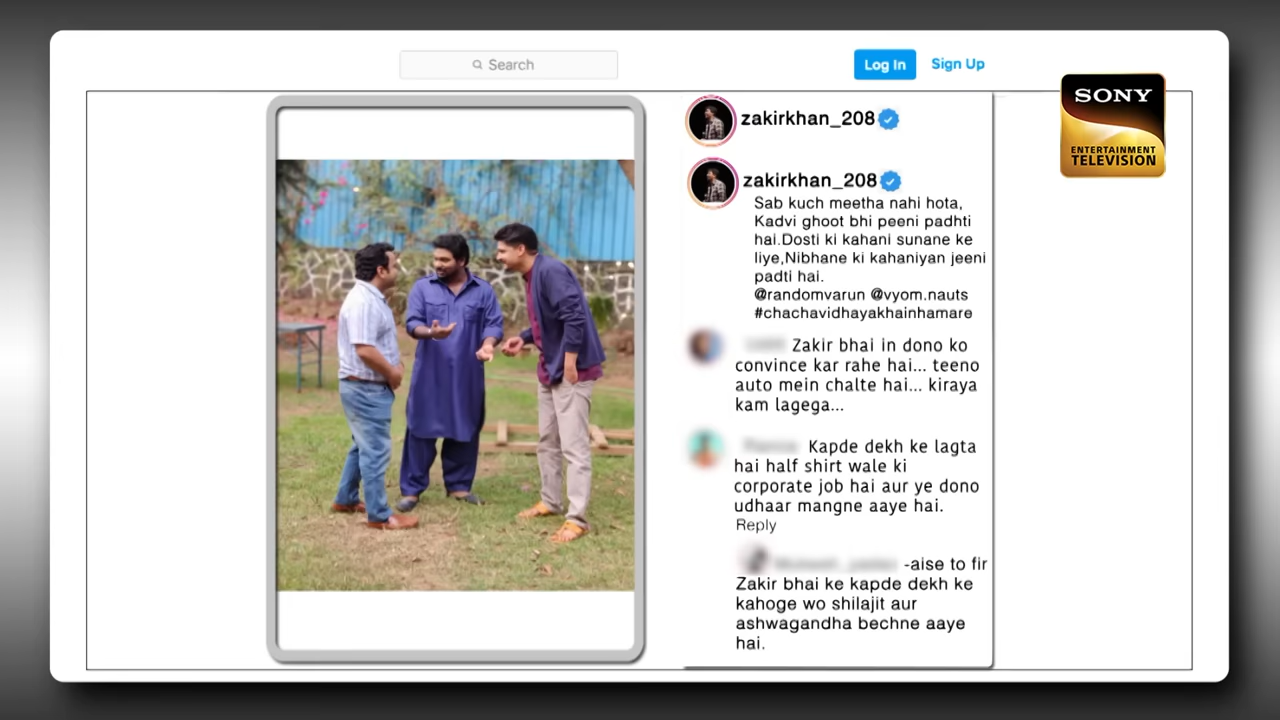 Search
Log In
Sign Up
SONY
ENTERTAINMENT
TELEVISION
zakirkhan_208
zakirkhan_208
Sab kuch meetha nahi hota,
Kadvi ghoot bhi peeni padhti
hai.Dosti ki kahani sunane ke
liye,Nibhane ki kahaniyan jeeni
padti hai.
@randomvarun @vyom.nauts
#chachavidhayakhainhamare
Zakir bhai in dono ko
convince kar rahe hai... teeno
auto mein chalte hai... kiraya
kam lagega...
Kapde dekh ke lagta
hai half shirt wale ki
corporate job hai aur ye dono
udhaar mangne aaye hai.
Reply
-aise to fir
Zakir bhai ke kapde dekh ke
kahoge wo shilajit aur
ashwagandha bechne aaye
hai.